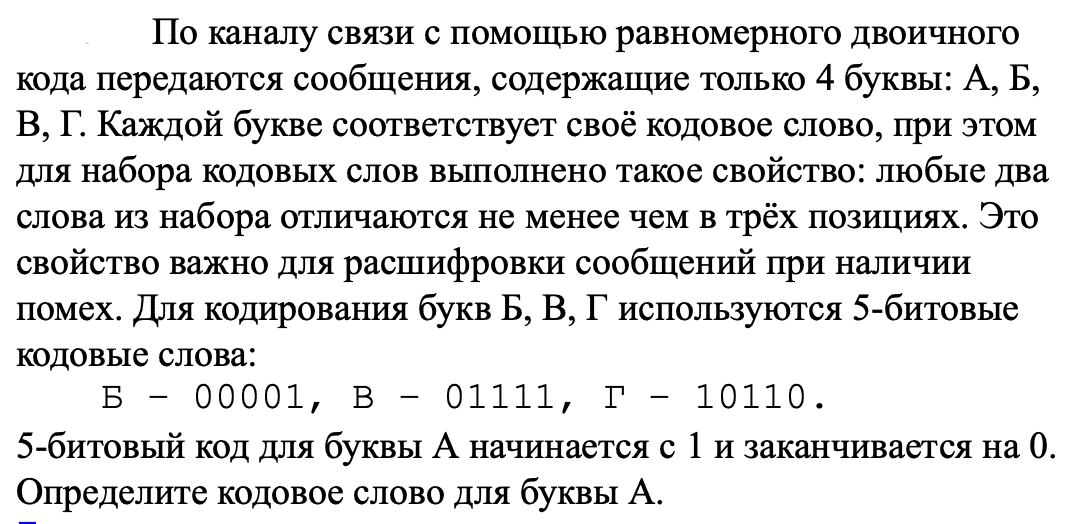 По каналу связи с помощью равномерного двоичного
кода передаются сообщения, содержащие только 4 буквы: А, Б,
В, Г. Каждой букве соответствует своё кодовое слово, при этом
для набора кодовых слов выполнено такое свойство: любые два
слова из набора отличаются не менее чем в трёх позициях. Это
свойство важно для расшифровки сообщений при наличии
помех. Для кодирования букв Б, В, Г используются 5-битовые
кодовые слова:
Б – 00001, В – 01111, Г – 10110.
5-битовый код для буквы А начинается с 1 и заканчивается на 0.
Определите кодовое слово для буквы А.